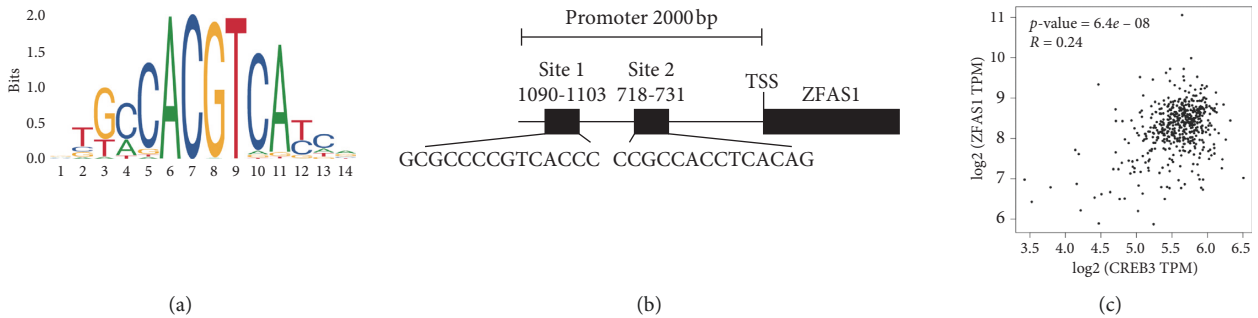 2.0
1.5
1.0
0.5
0.0
Bits
T G C C A C G T C A T C
1 2 3 4 5 6 7 8 9 10 11 12 13 14
(a)
Promoter 2000 bp
Site 1
1090-1103
Site 2
718-731
TSS
ZFAS1
GCGCCCCGTCACCC
CCGCCACCTCACAG
(b)
p-value = 6.4e – 08
R = 0.24
11
10
9
8
7
6
log2 (ZFAS1 TPM)
3.5 4.0 4.5 5.0 5.5 6.0 6.5
log2 (CREB3 TPM)
(c)